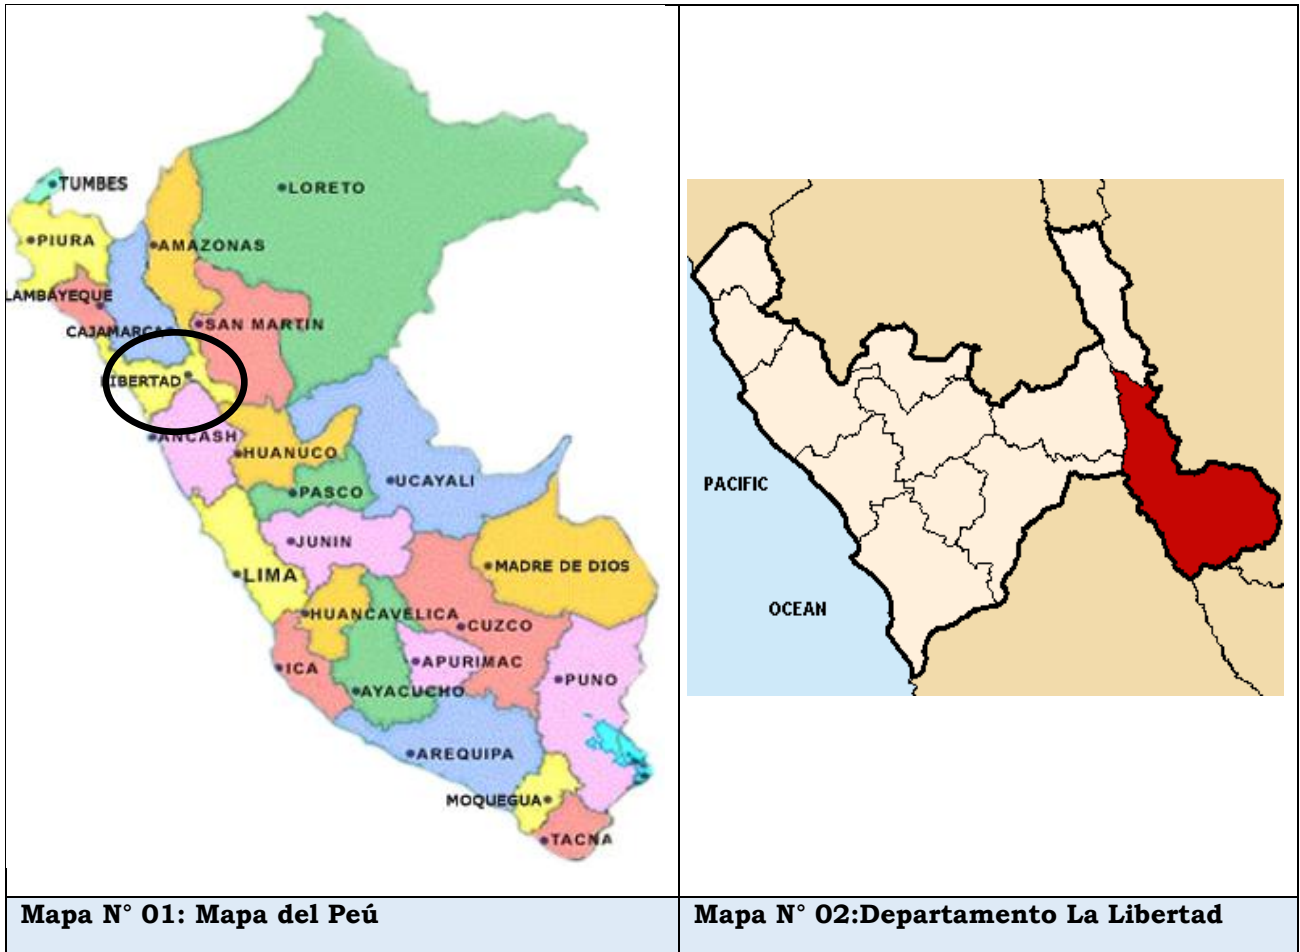 TUMBES
LORETO
PIURA
AMAZONAS
LAMBAYEQUE
CAJAMARCA
SAN MARTIN
LIBERTAD
ANCASH
HUANUCO
UCAYALI
PASCO
JUNIN
MADRE DE DIOS
LIMA
HUANCAVELICA
CUZCO
APURIMAC
ICA
PUNO
AYACUCHO
AREQUIPA
MOQUEGUA
TACNA
Mapa N° 01: Mapa del Peú
PACIFIC
OCEAN
Mapa N° 02:Departamento La Libertad